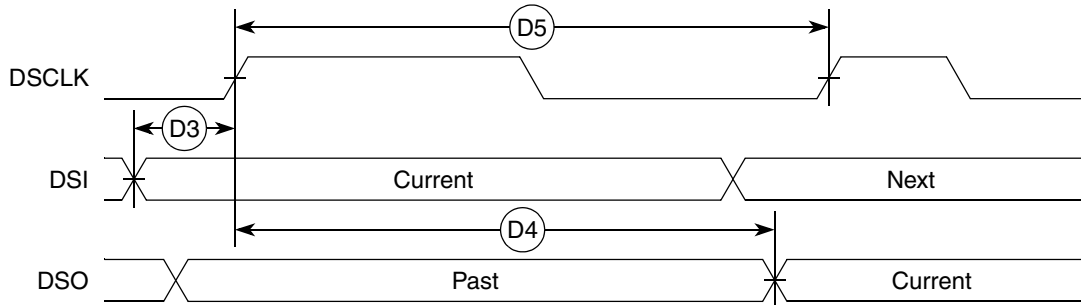 D5
DSCLK
D3
DSI Current Next
D4
DSO Past Current